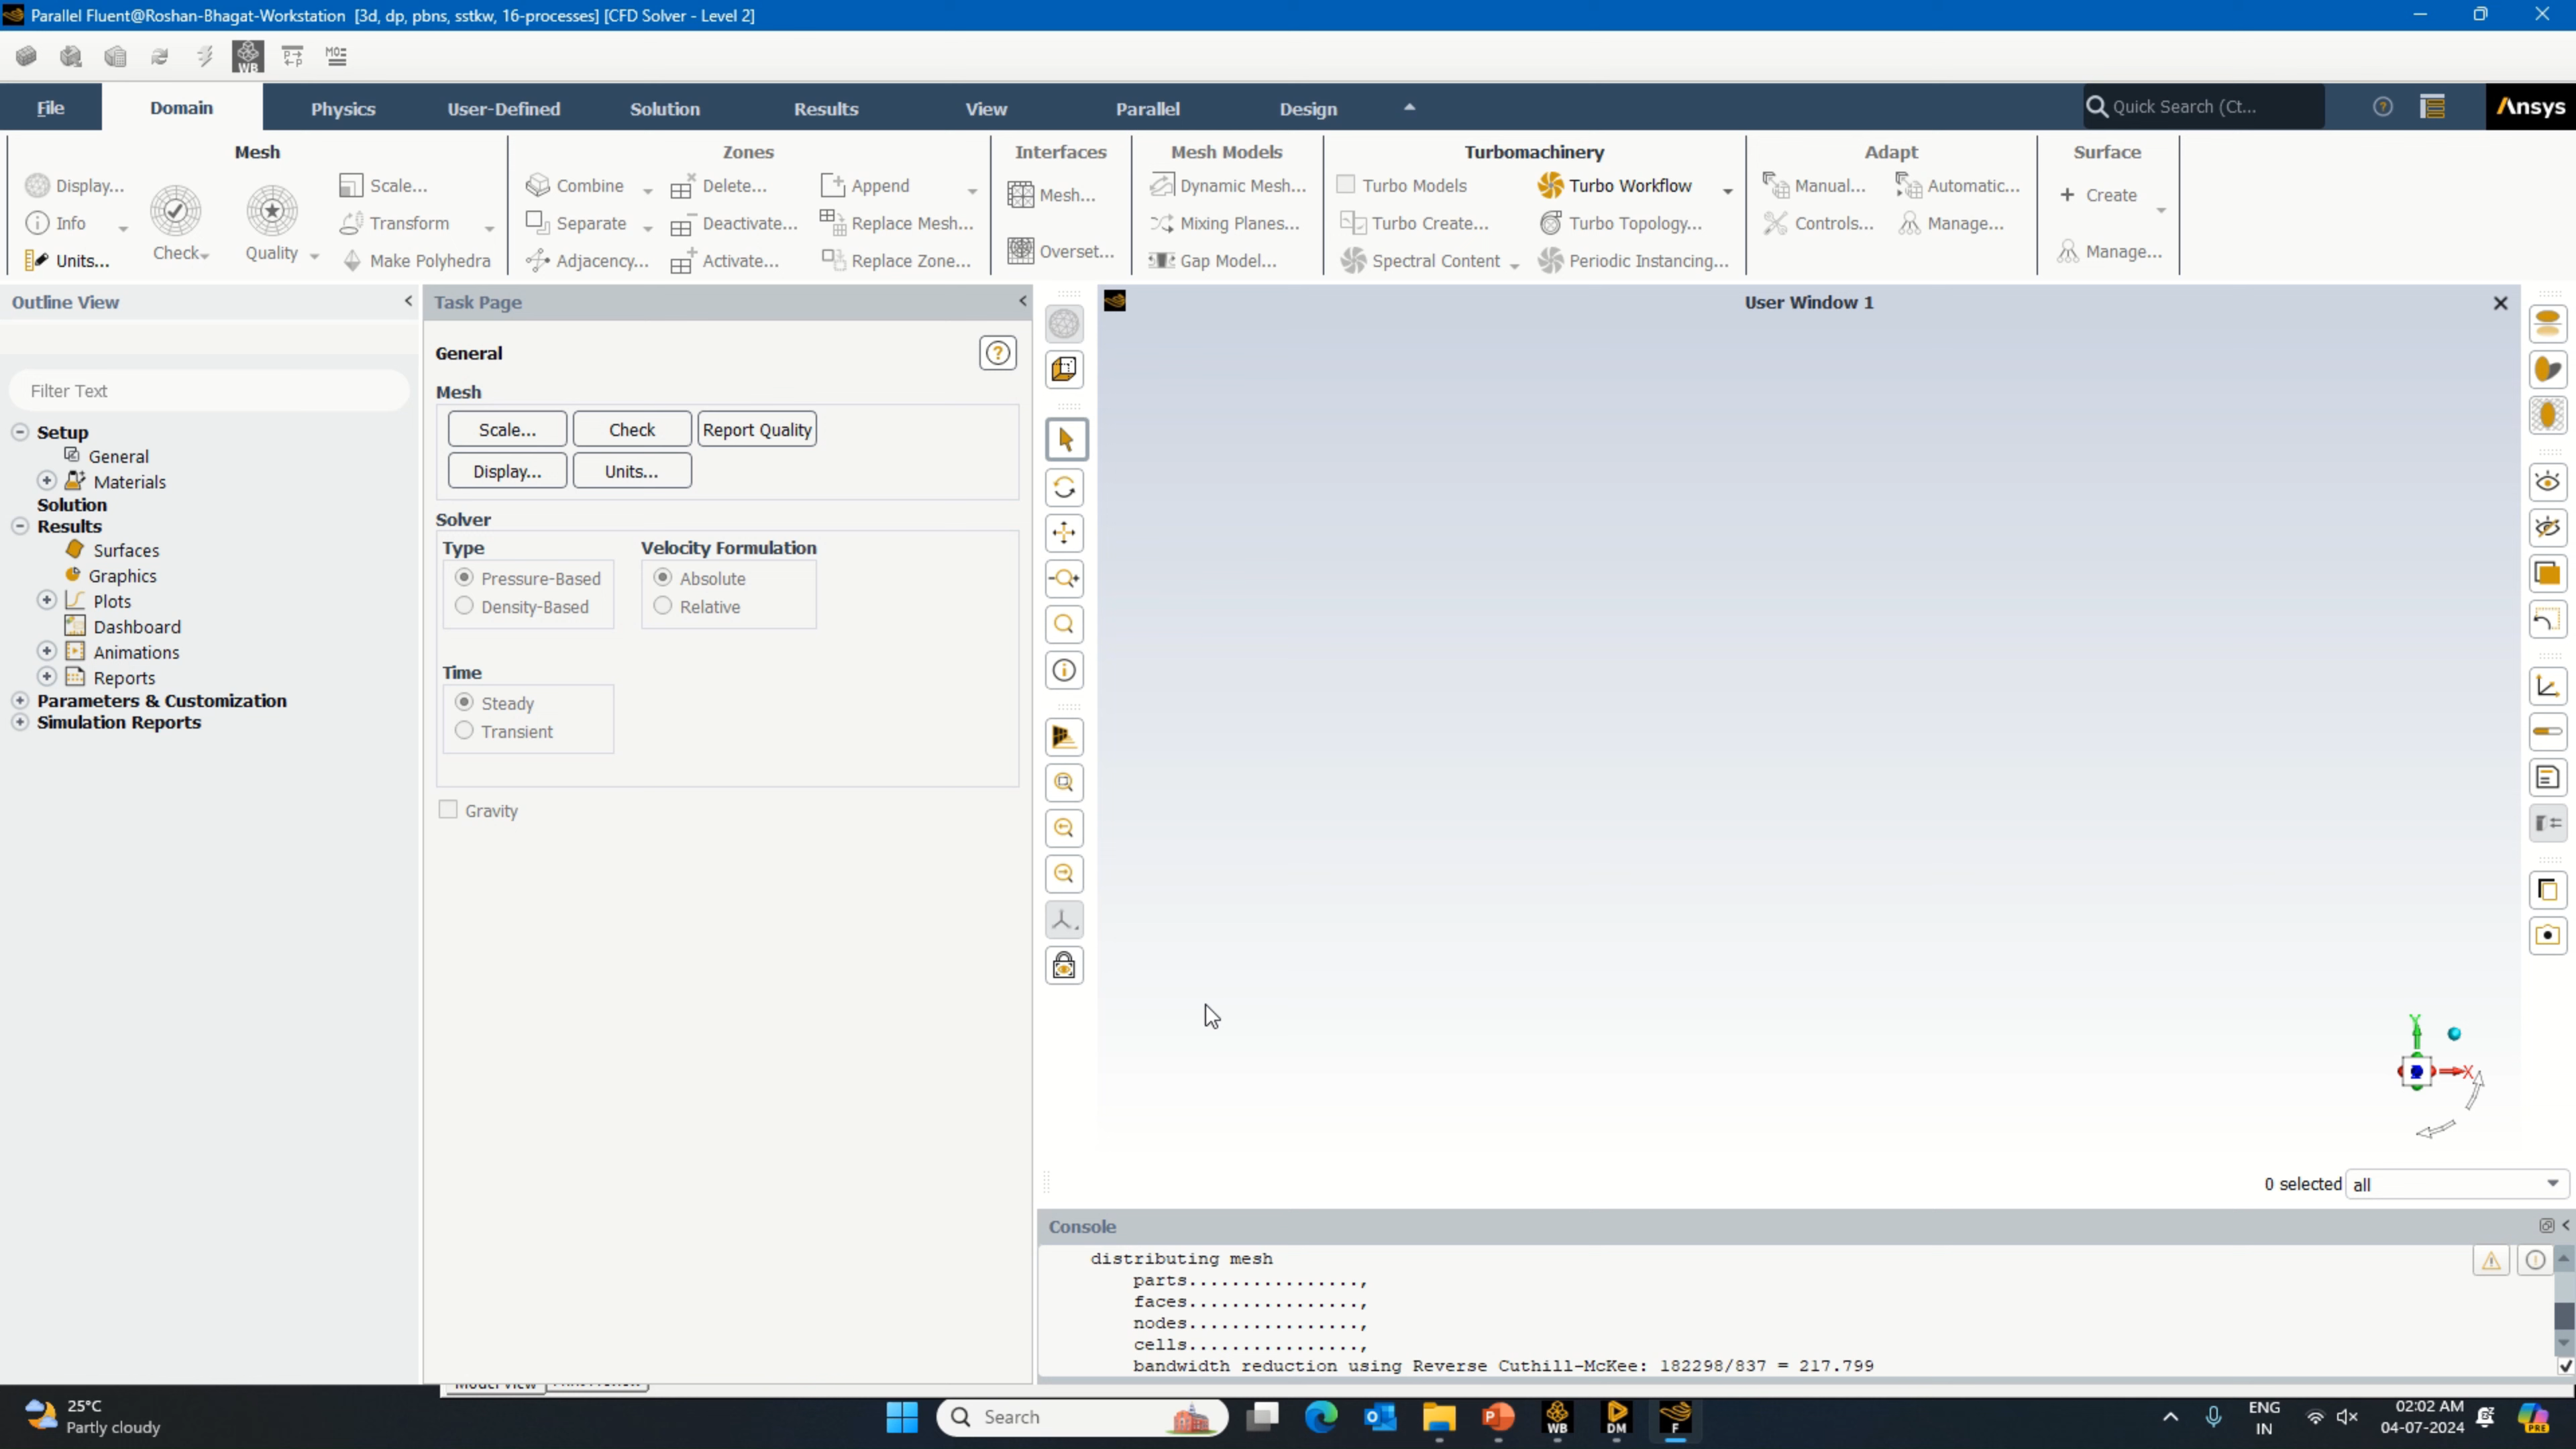 Parallel Fluent@Roshan-Bhagat-Workstation [3d, dp, pbns, sstkw, 16-processes] [CFD Solver - Level 2]
WB
File Domain Physics User-Defined Solution Results View Parallel Design Quick Search (Ct... Ansys
Mesh Zones Interfaces Mesh Models Turbomachinery Adapt Surface
Display... Scale... Combine Delete... Append Mesh... Dynamic Mesh... Turbo Models Turbo Workflow Manual... Automatic... + Create
Info Transform Separate Deactivate... Replace Mesh... Mixing Planes... Turbo Create... Turbo Topology... Controls... Manage...
Check Quality Overset... Manage...
Units... Make Polyhedra Adjacency... Activate... Replace Zone... Gap Model... Spectral Content Periodic Instancing...
Outline View
Filter Text
Setup
General
Materials
Solution
Results
Surfaces
Graphics
Plots
Dashboard
Animations
Reports
Parameters & Customization
Simulation Reports
Task Page
General
Mesh
Scale... Check Report Quality
Display... Units...
Solver
Type Velocity Formulation
Pressure-Based Absolute
Density-Based Relative
Time
Steady
Transient
Gravity
User Window 1
Y
X
0 selected all
Console
distributing mesh
parts................,
faces................,
nodes................,
cells................,
bandwidth reduction using Reverse Cuthill-McKee: 182298/837 = 217.799
25°C
Partly cloudy
Search
WB
DM
F
ENG
IN
02:02 AM
04-07-2024
PRE